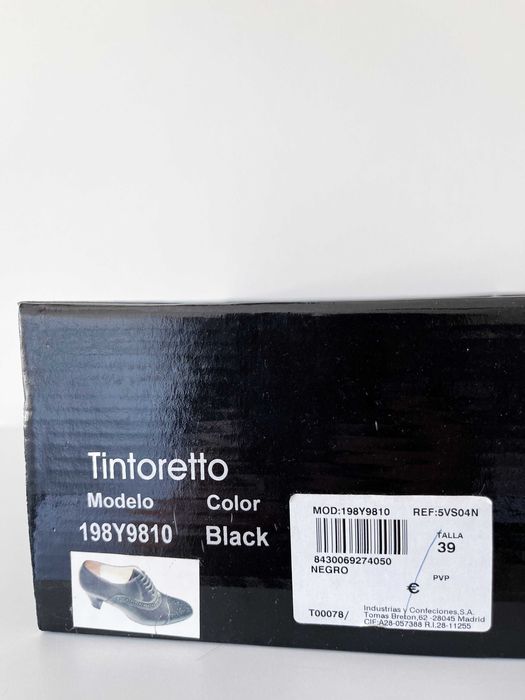 Tintoretto
Modelo Color
198Y9810 Black
MOD:198Y9810 REF:5VS04N
TALLA
39
8430069274050
NEGRO
PVP
€
T00078/
Industrias y Confeciones,S.A.
Tomas Breton,62 -28045 Madrid
CIF:A28-057388 R.I.28-11255